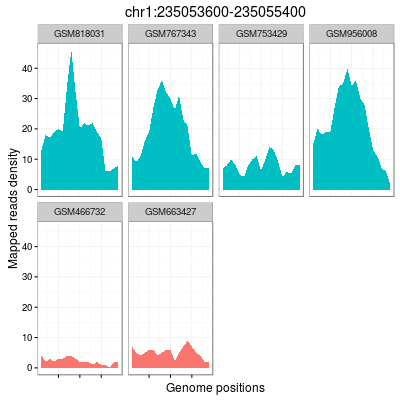 chr1:235053600-235055400
GSM818031 GSM767343 GSM753429 GSM956008
40
30
20
10
0
Mapped reads density
GSM466732 GSM663427
40
30
20
10
0
Genome positions